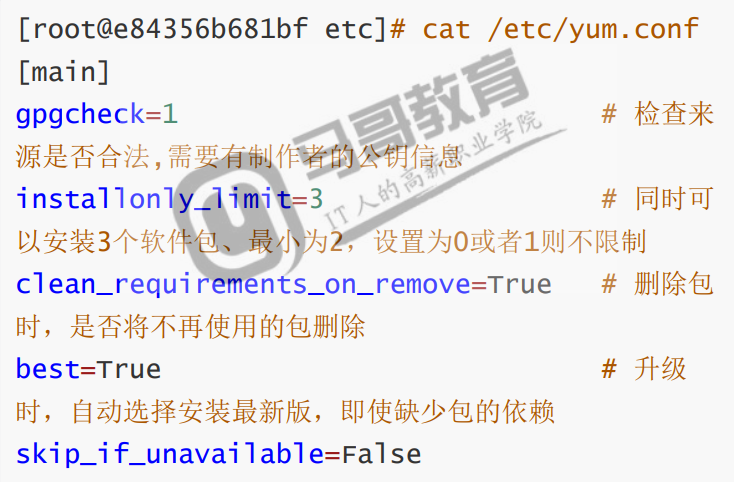 [root@e84356b681bf etc]# cat /etc/yum.conf
[main]
gpgcheck=1 # 检查来
源是否合法,需要有制作者的公钥信息
installonly_limit=3 # 同时可
以安装3个软件包、最小为2，设置为0或者1则不限制
clean_requirements_on_remove=True # 删除包
时，是否将不再使用的包删除
best=True # 升级
时，自动选择安装最新版，即使缺少包的依赖
skip_if_unavailable=False
马哥教育
IT人的高薪职业学院